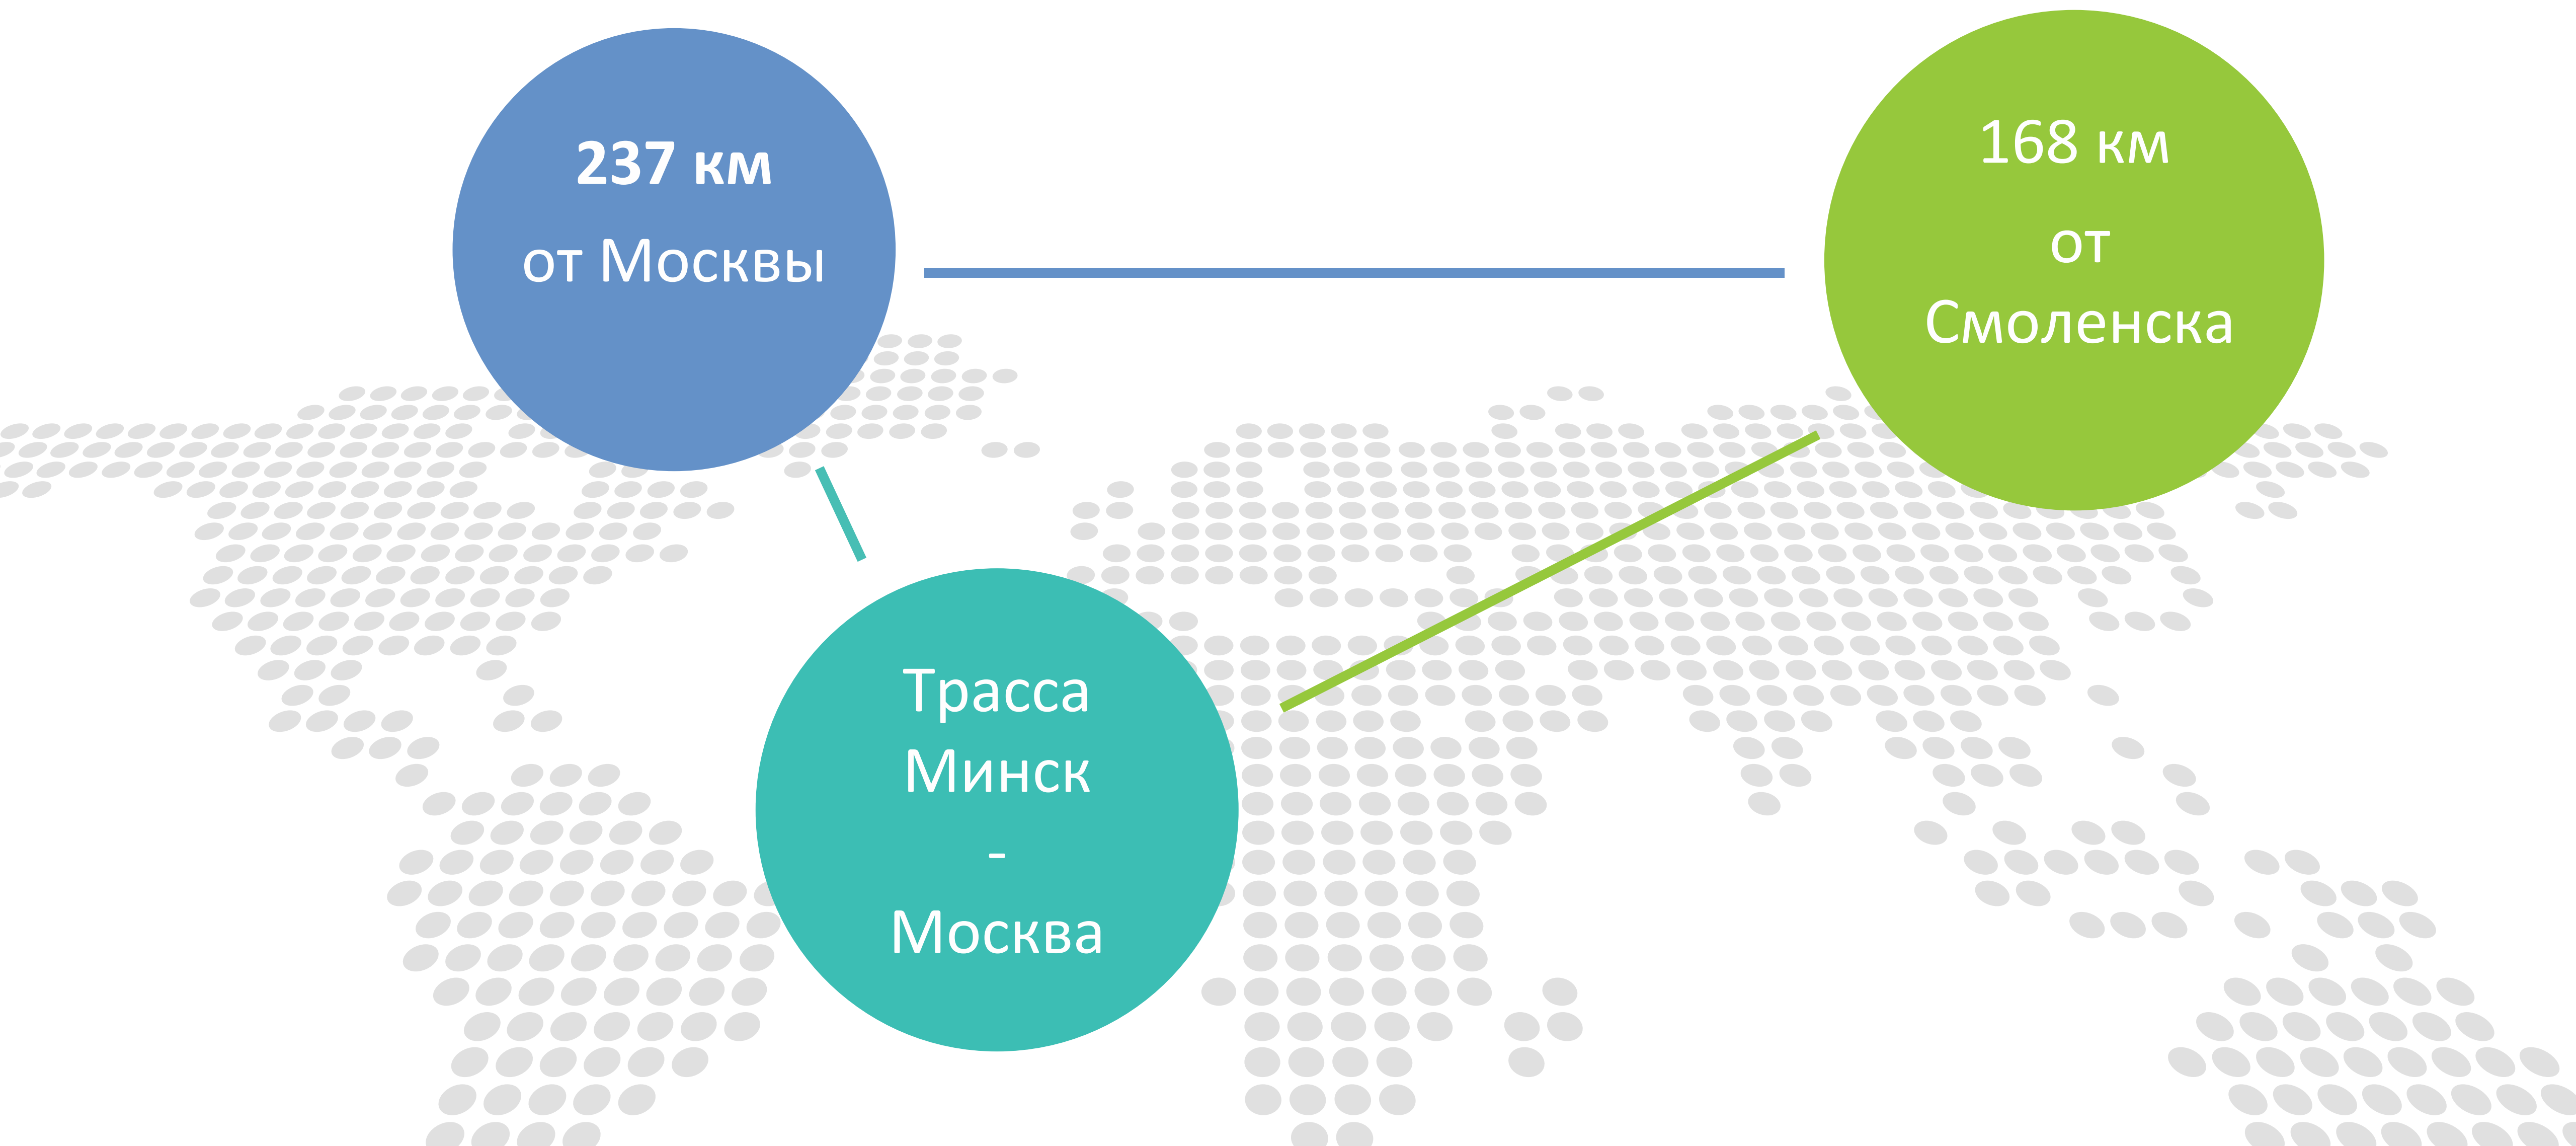 237 км
от Москвы
168 км
от
Смоленска
Трасса
Минск
-
Москва